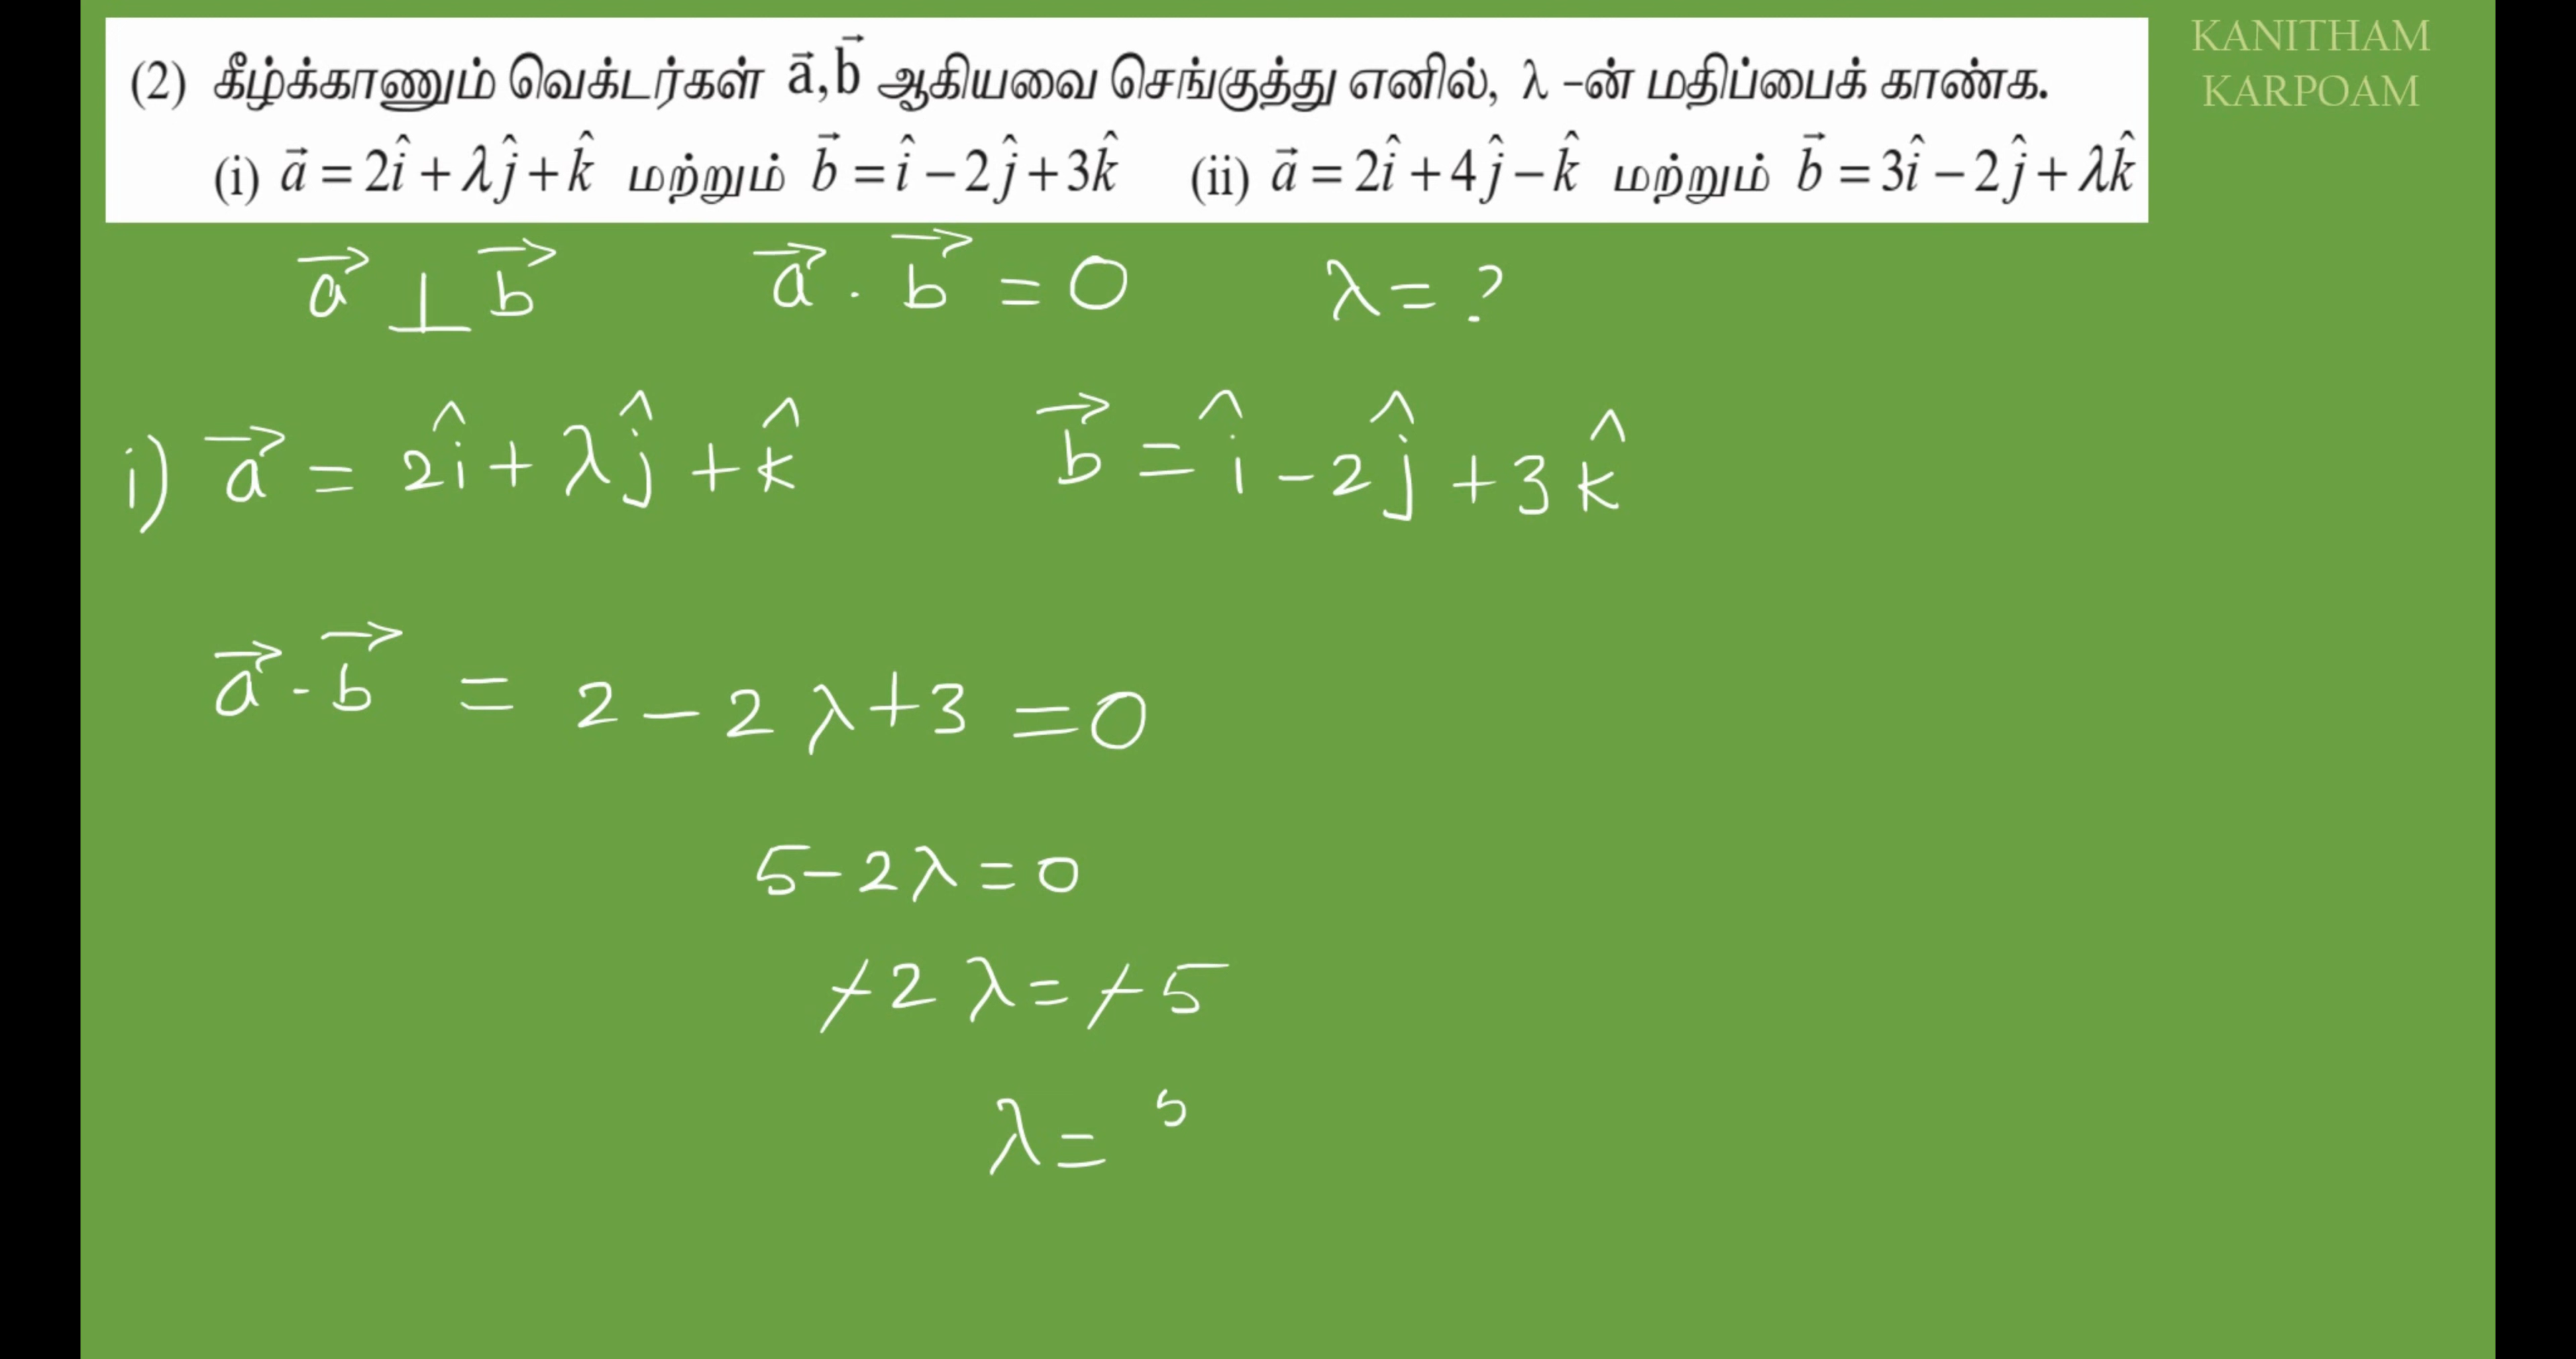 KANITHAM
KARPOAM
(2) கீழ்க்காணும் வெக்டர்கள் a⃗,b⃗ ஆகியவை செங்குத்து எனில், λ -ன் மதிப்பைக் காண்க.
(i) a⃗ = 2î + λĵ + k̂ மற்றும் b⃗ = î − 2ĵ + 3k̂ (ii) a⃗ = 2î + 4ĵ − k̂ மற்றும் b⃗ = 3î − 2ĵ + λk̂
a⃗ ⊥ b⃗ a⃗ · b⃗ = 0 λ = ?
i) a⃗ = 2î + λĵ + k̂ b⃗ = î − 2ĵ + 3k̂
a⃗ · b⃗ = 2 − 2λ + 3 = 0
5 − 2λ = 0
−2λ = −5
λ = 5